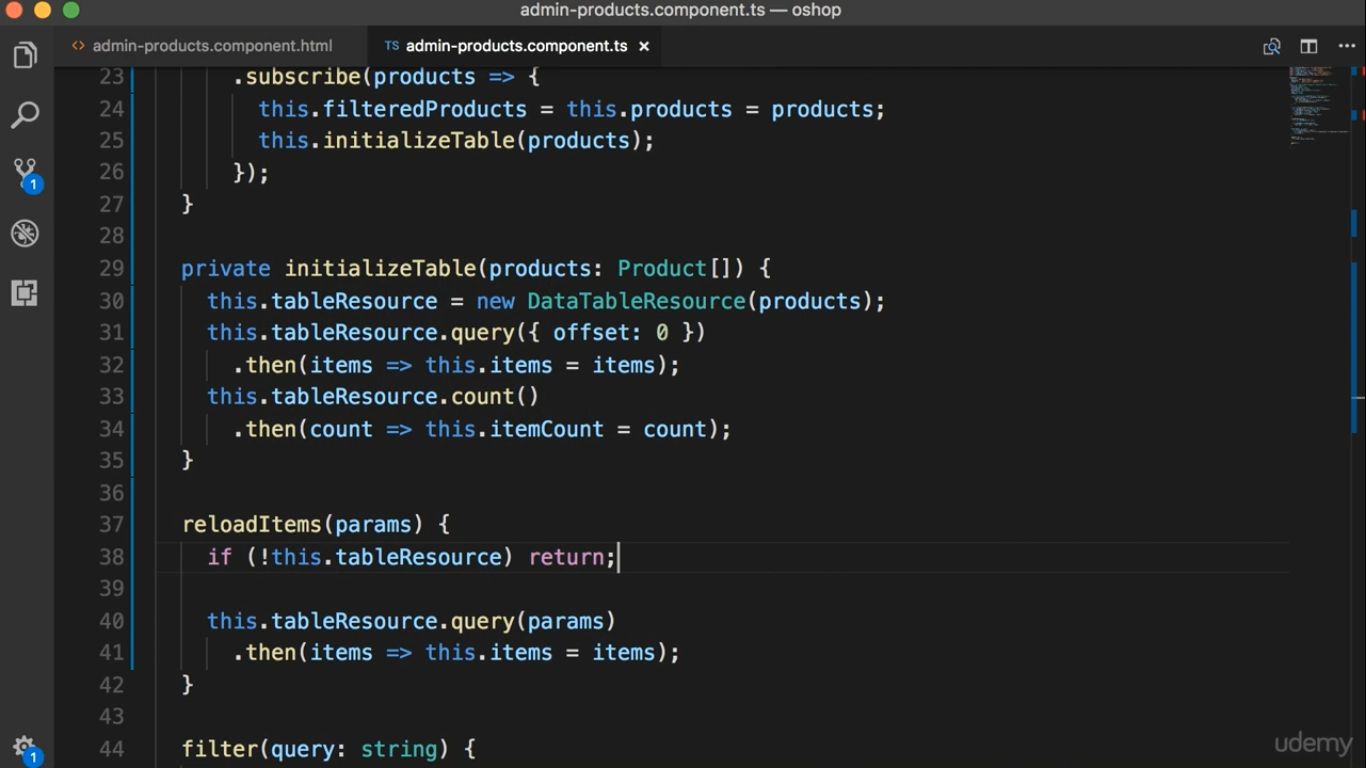 admin-products.component.ts — oshop
<> admin-products.component.html TS admin-products.component.ts ×
23 .subscribe(products => {
24 this.filteredProducts = this.products = products;
25 this.initializeTable(products);
26 });
27 }
28
29 private initializeTable(products: Product[]) {
30 this.tableResource = new DataTableResource(products);
31 this.tableResource.query({ offset: 0 })
32 .then(items => this.items = items);
33 this.tableResource.count()
34 .then(count => this.itemCount = count);
35 }
36
37 reloadItems(params) {
38 if (!this.tableResource) return;
39
40 this.tableResource.query(params)
41 .then(items => this.items = items);
42 }
43
44 filter(query: string) {
1
1
udemy